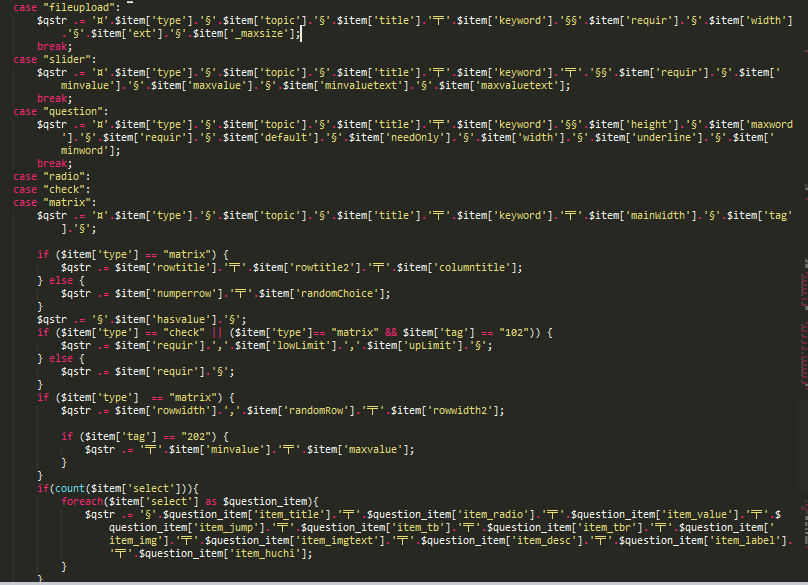 case "fileupload":
$qstr .= '¤'.$item['type'].'§'.$item['topic'].'§'.$item['title'].'〒'.$item['keyword'].'§§'.$item['requir'].'§'.$item['width']
.'§'.$item['ext'].'§'.$item['_maxsize'];
break;
case "slider":
$qstr .= '¤'.$item['type'].'§'.$item['topic'].'§'.$item['title'].'〒'.$item['keyword'].'〒'.'§§'.$item['requir'].'§'.$item['
minvalue'].'§'.$item['maxvalue'].'§'.$item['minvaluetext'].'§'.$item['maxvaluetext'];
break;
case "question":
$qstr .= '¤'.$item['type'].'§'.$item['topic'].'§'.$item['title'].'〒'.$item['keyword'].'§§'.$item['height'].'§'.$item['maxword
'].'§'.$item['requir'].'§'.$item['default'].'§'.$item['needOnly'].'§'.$item['width'].'§'.$item['underline'].'§'.$item['
minword'];
break;
case "radio":
case "check":
case "matrix":
$qstr .= '¤'.$item['type'].'§'.$item['topic'].'§'.$item['title'].'〒'.$item['keyword'].'〒'.$item['mainWidth'].'§'.$item['tag'
].'§';
if ($item['type'] == "matrix") {
$qstr .= $item['rowtitle'].'〒'.$item['rowtitle2'].'〒'.$item['columntitle'];
} else {
$qstr .= $item['numperrow'].'〒'.$item['randomChoice'];
}
$qstr .= '§'.$item['hasvalue'].'§';
if ($item['type'] == "check" || ($item['type']== "matrix" && $item['tag'] == "102")) {
$qstr .= $item['requir'].','.$item['lowLimit'].','.$item['upLimit'].'§';
} else {
$qstr .= $item['requir'].'§';
}
if ($item['type']  == "matrix") {
$qstr .= $item['rowwidth'].','.$item['randomRow'].'〒'.$item['rowwidth2'];
if ($item['tag'] == "202") {
$qstr .= '〒'.$item['minvalue'].'〒'.$item['maxvalue'];
}
}
if(count($item['select'])){
foreach($item['select'] as $question_item){
$qstr .= '§'.$question_item['item_title'].'〒'.$question_item['item_radio'].'〒'.$question_item['item_value'].'〒'.$
question_item['item_jump'].'〒'.$question_item['item_tb'].'〒'.$question_item['item_tbr'].'〒'.$question_item['
item_img'].'〒'.$question_item['item_imgtext'].'〒'.$question_item['item_desc'].'〒'.$question_item['item_label'].
'〒'.$question_item['item_huchi'];
}
}